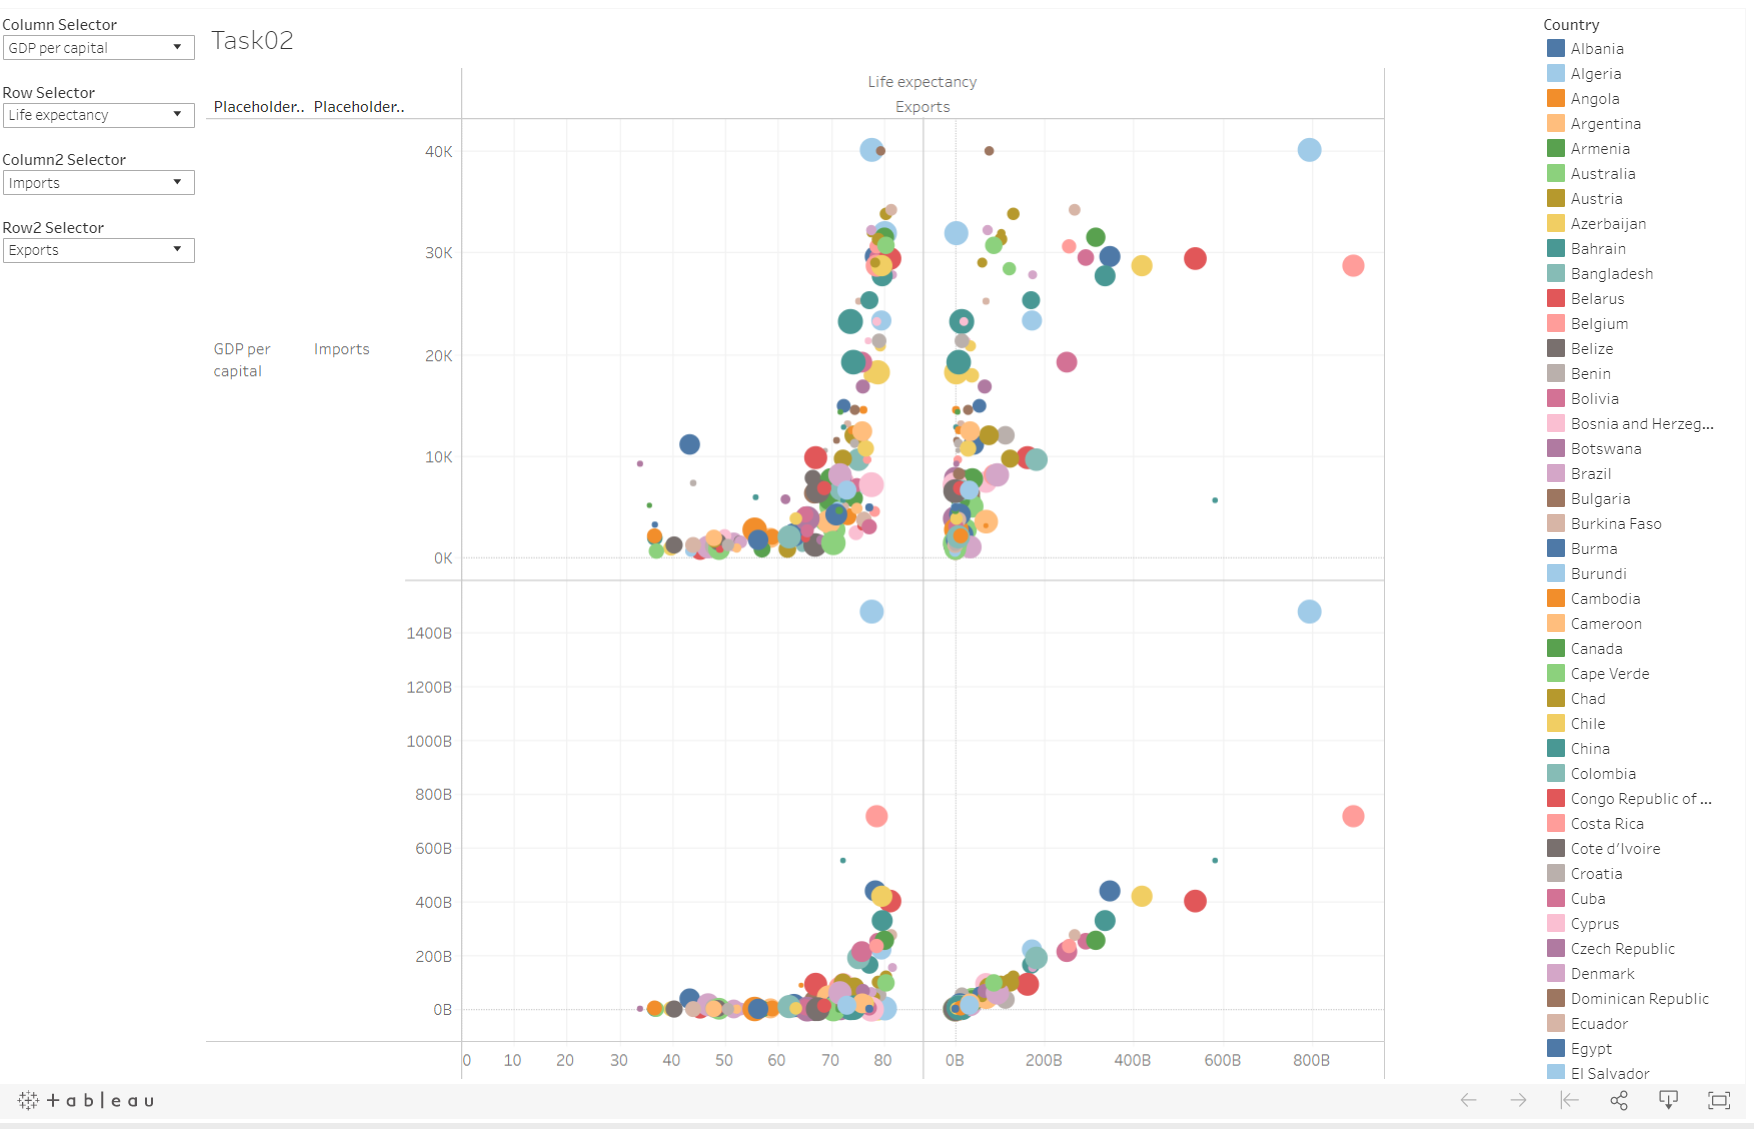 Column Selector
GDP per capital
Row Selector
Life expectancy
Column2 Selector
Imports
Row2 Selector
Exports
Task02
Life expectancy
Exports
Placeholder.. Placeholder..
GDP per capital
Imports
40K
30K
20K
10K
0K
1400B
1200B
1000B
800B
600B
400B
200B
0B
0 10 20 30 40 50 60 70 80
0B 200B 400B 600B 800B
Country
Albania
Algeria
Angola
Argentina
Armenia
Australia
Austria
Azerbaijan
Bahrain
Bangladesh
Belarus
Belgium
Belize
Benin
Bolivia
Bosnia and Herzeg...
Botswana
Brazil
Bulgaria
Burkina Faso
Burma
Burundi
Cambodia
Cameroon
Canada
Cape Verde
Chad
Chile
China
Colombia
Congo Republic of ...
Costa Rica
Cote d'Ivoire
Croatia
Cuba
Cyprus
Czech Republic
Denmark
Dominican Republic
Ecuador
Egypt
El Salvador
+ableau